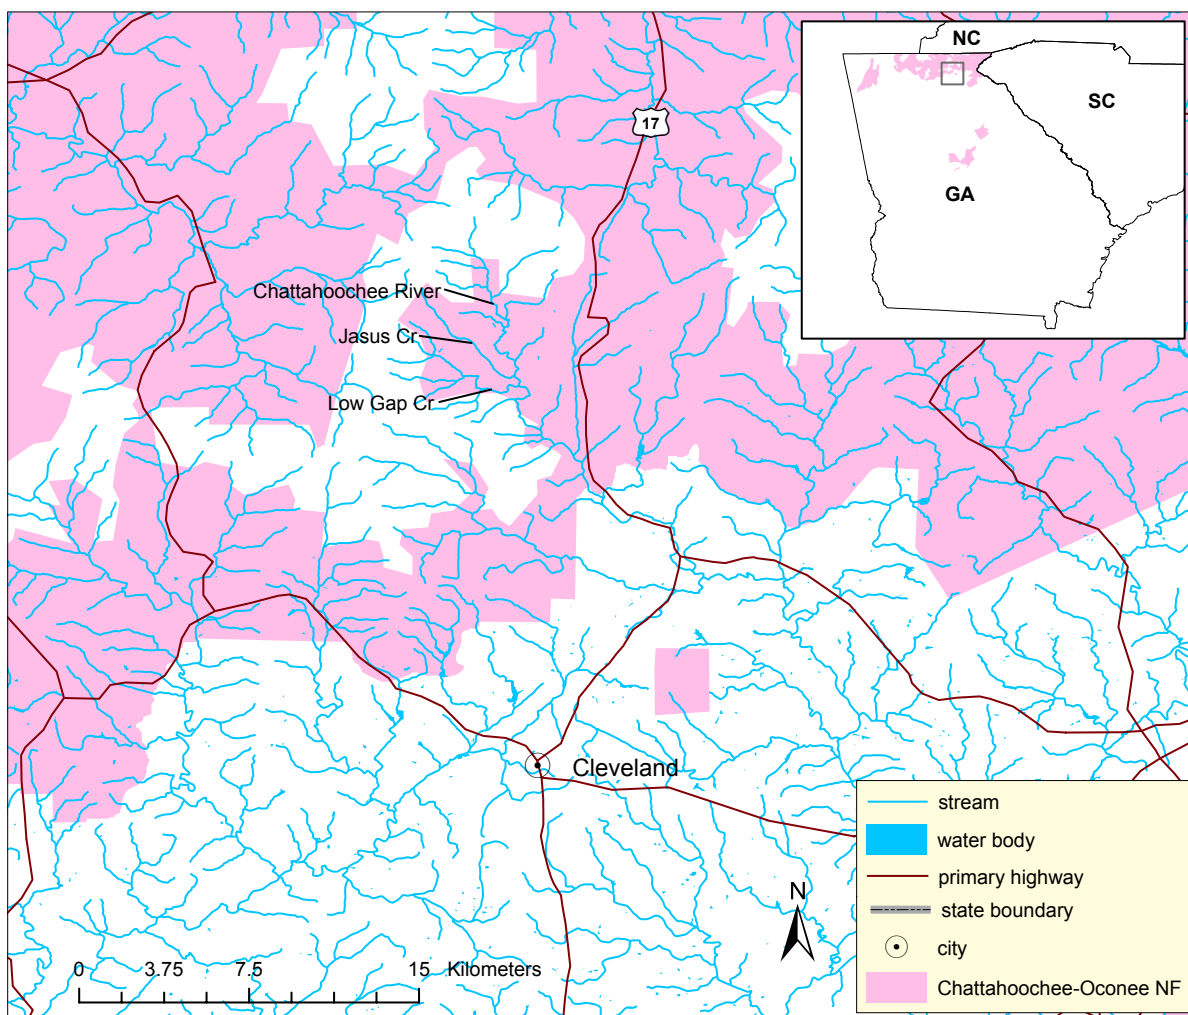 NC
SC
GA
17
Chattahoochee River
Jasus Cr
Low Gap Cr
Cleveland
N
0 3.75 7.5 15 Kilometers
stream
water body
primary highway
state boundary
city
Chattahoochee-Oconee NF